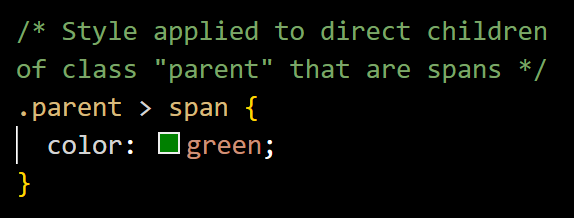 /* Style applied to direct children
of class "parent" that are spans */
.parent > span {
color: green;
}